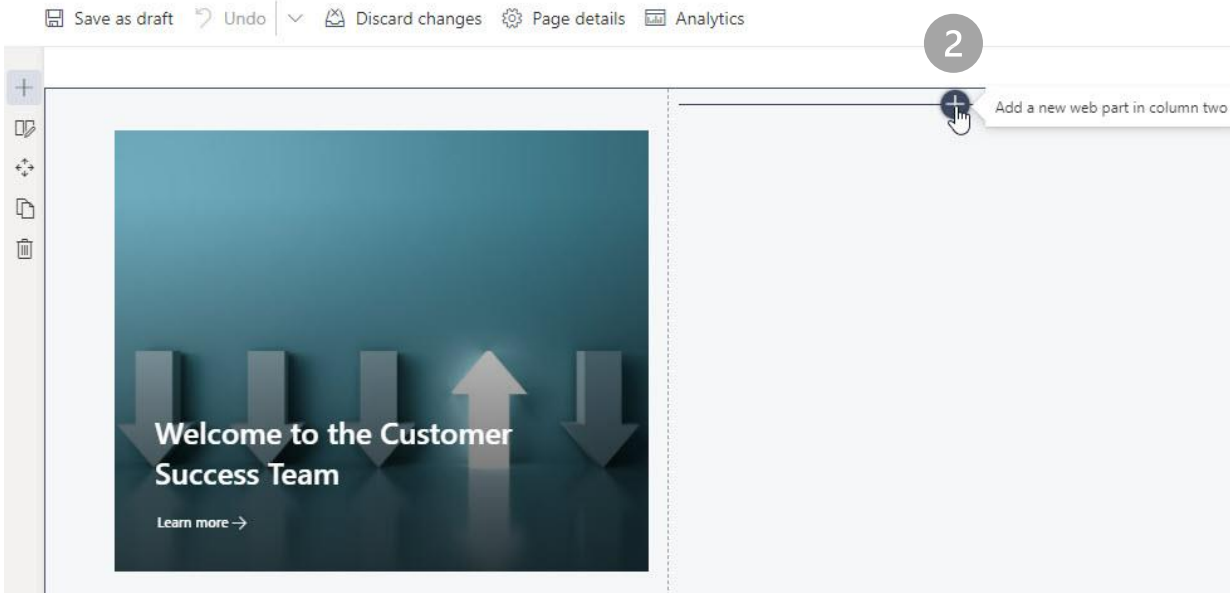 Save as draft Undo Discard changes Page details Analytics
2
Add a new web part in column two
Welcome to the Customer
Success Team
Learn more →